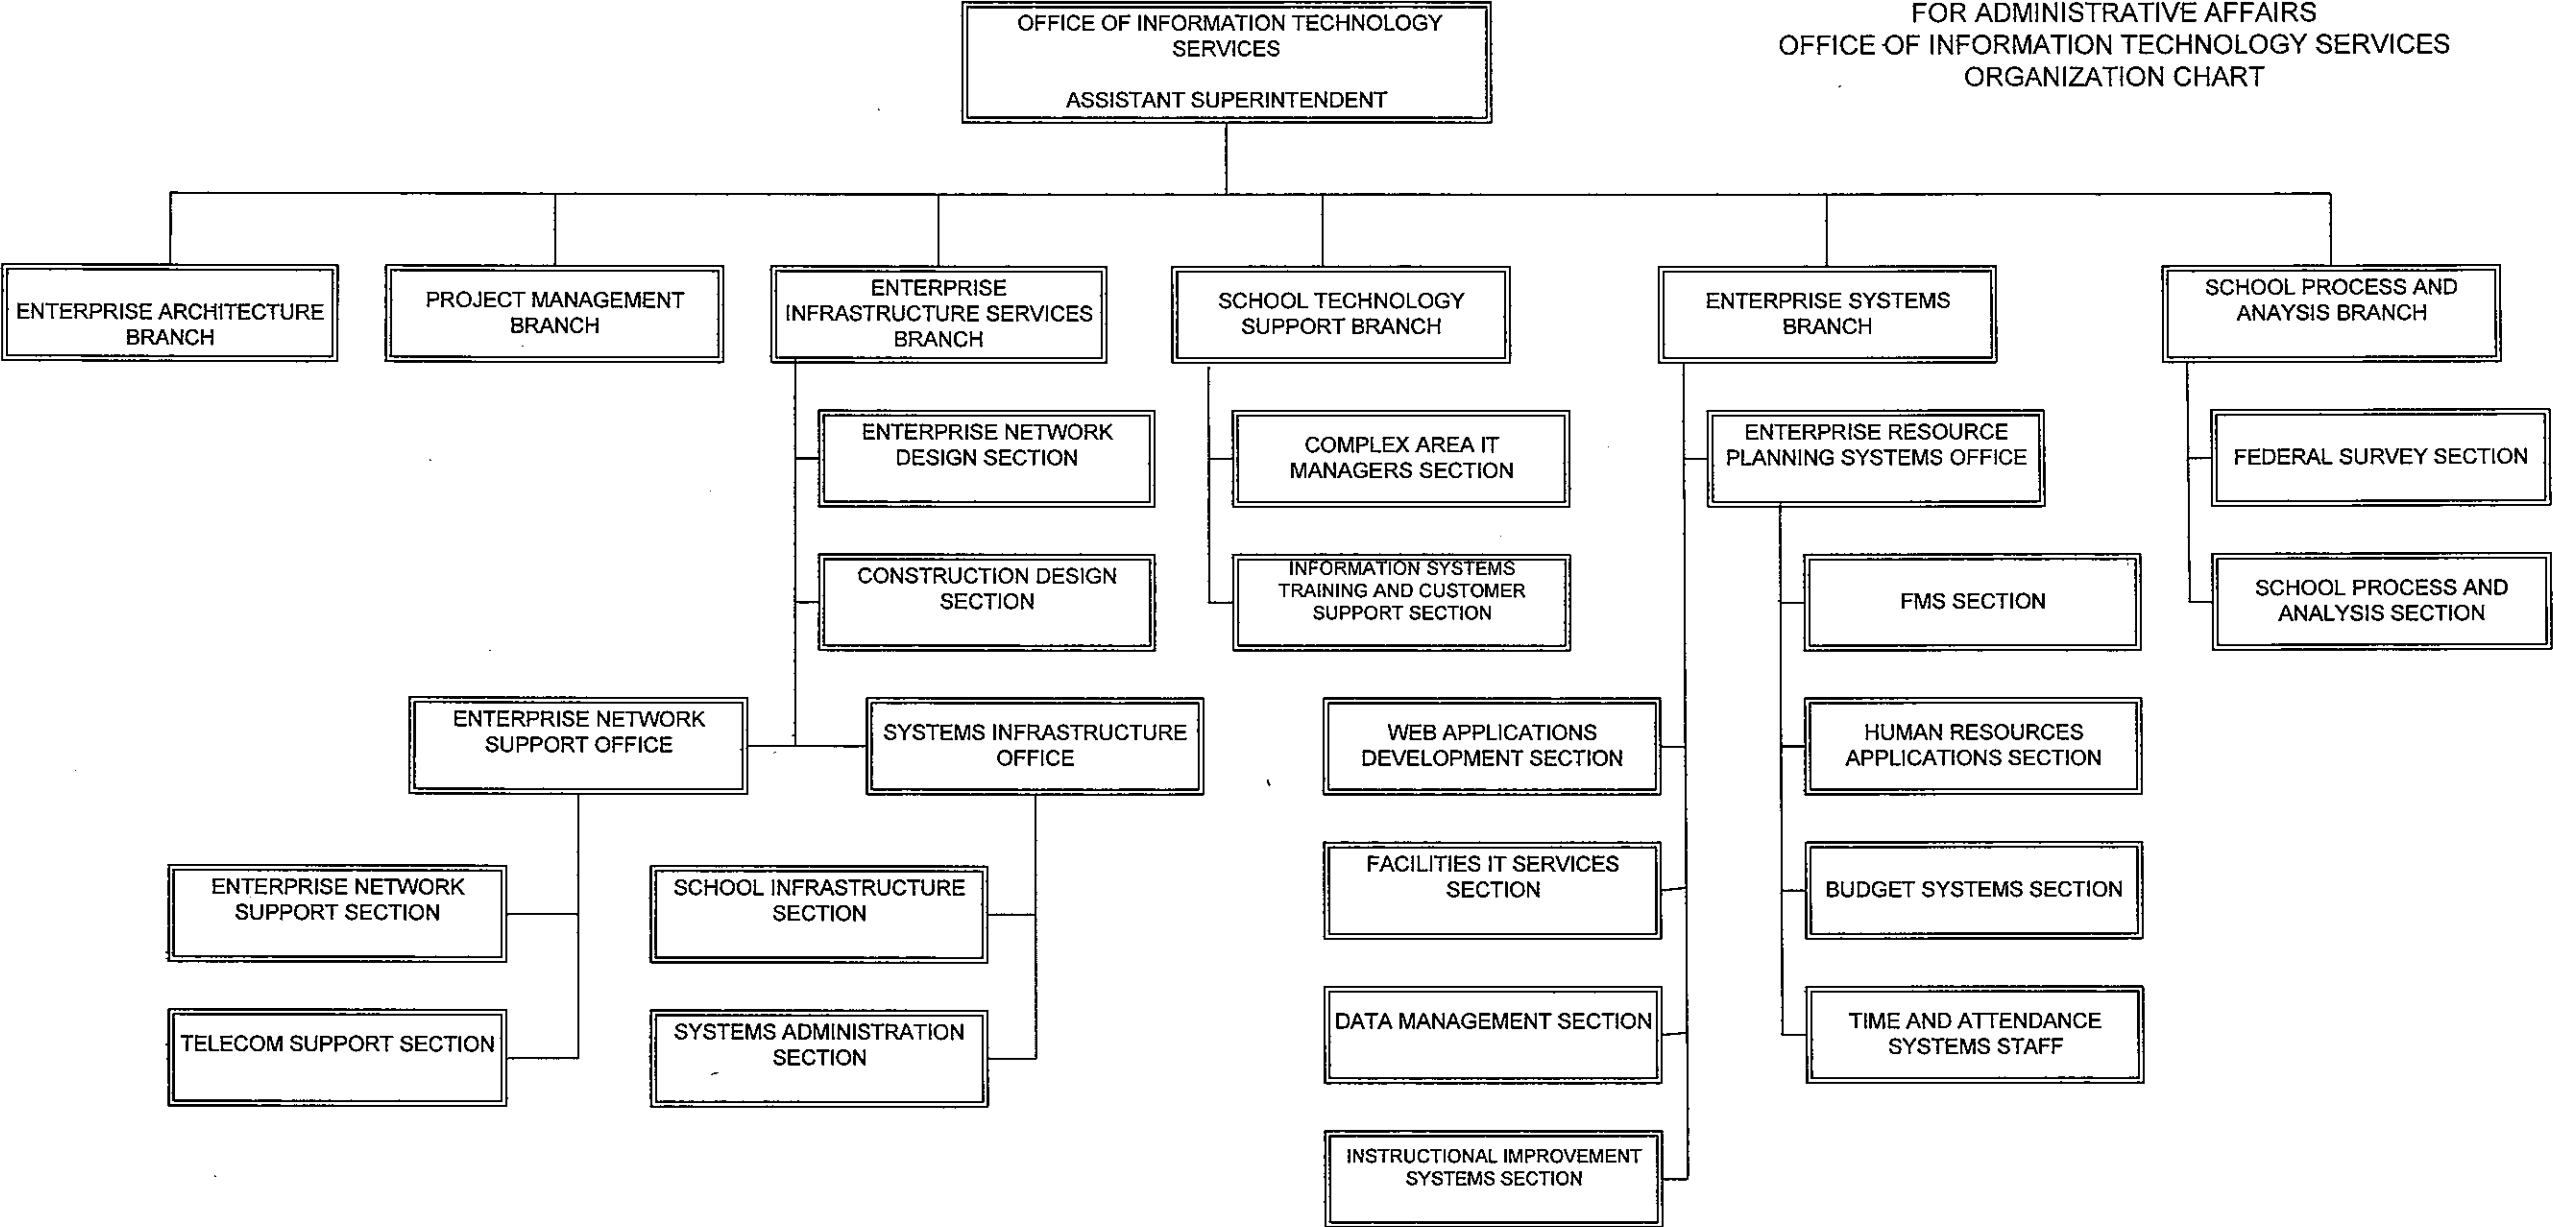 FOR ADMINISTRATIVE AFFAIRS
OFFICE OF INFORMATION TECHNOLOGY SERVICES
ORGANIZATION CHART
OFFICE OF INFORMATION TECHNOLOGY
SERVICES
ASSISTANT SUPERINTENDENT
ENTERPRISE ARCHITECTURE
BRANCH
PROJECT MANAGEMENT
BRANCH
ENTERPRISE
INFRASTRUCTURE SERVICES
BRANCH
SCHOOL TECHNOLOGY
SUPPORT BRANCH
ENTERPRISE SYSTEMS
BRANCH
SCHOOL PROCESS AND
ANAYSIS BRANCH
ENTERPRISE NETWORK
DESIGN SECTION
COMPLEX AREA IT
MANAGERS SECTION
ENTERPRISE RESOURCE
PLANNING SYSTEMS OFFICE
FEDERAL SURVEY SECTION
CONSTRUCTION DESIGN
SECTION
INFORMATION SYSTEMS
TRAINING AND CUSTOMER
SUPPORT SECTION
FMS SECTION
SCHOOL PROCESS AND
ANALYSIS SECTION
ENTERPRISE NETWORK
SUPPORT OFFICE
SYSTEMS INFRASTRUCTURE
OFFICE
WEB APPLICATIONS
DEVELOPMENT SECTION
HUMAN RESOURCES
APPLICATIONS SECTION
ENTERPRISE NETWORK
SUPPORT SECTION
SCHOOL INFRASTRUCTURE
SECTION
FACILITIES IT SERVICES
SECTION
BUDGET SYSTEMS SECTION
TELECOM SUPPORT SECTION
SYSTEMS ADMINISTRATION
SECTION
DATA MANAGEMENT SECTION
TIME AND ATTENDANCE
SYSTEMS STAFF
INSTRUCTIONAL IMPROVEMENT
SYSTEMS SECTION